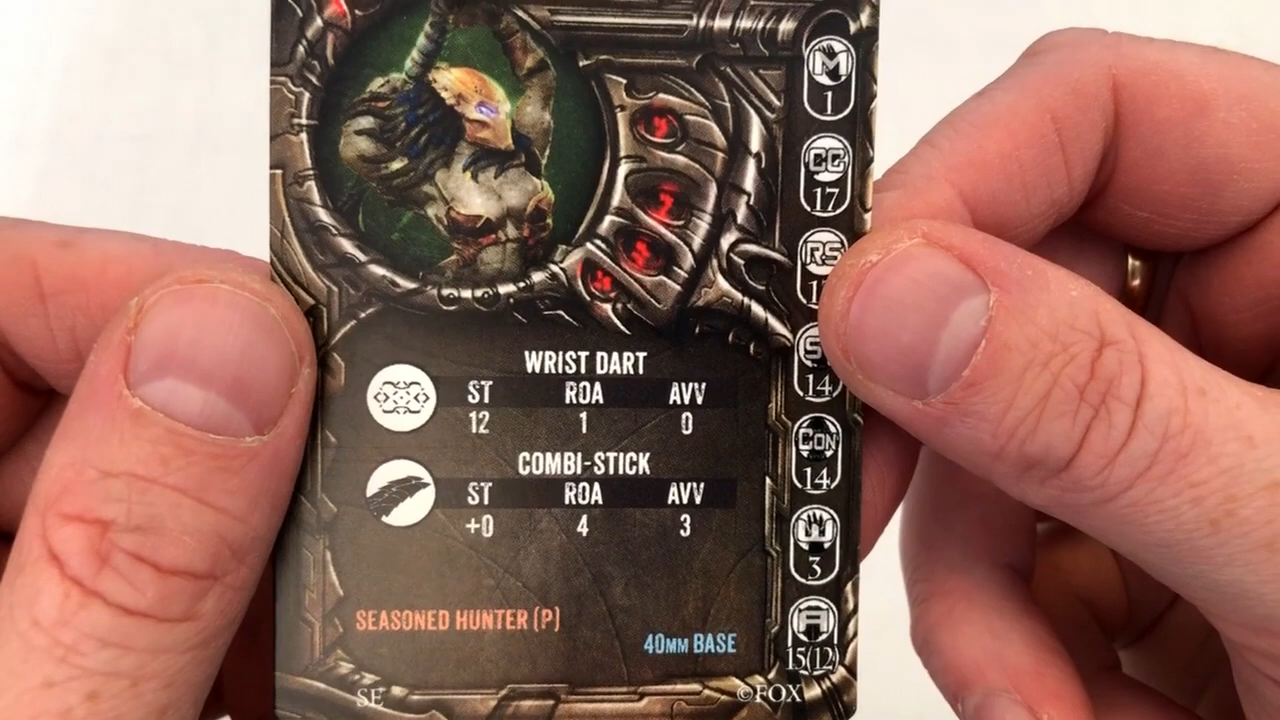 M
1
CC
17
RS
14
CON
14
W
3
A
15(12)
WRIST DART
ST ROA AVV
12 1 0
COMBI-STICK
ST ROA AVV
+0 4 3
SEASONED HUNTER (P)
40MM BASE
SE
©FOX